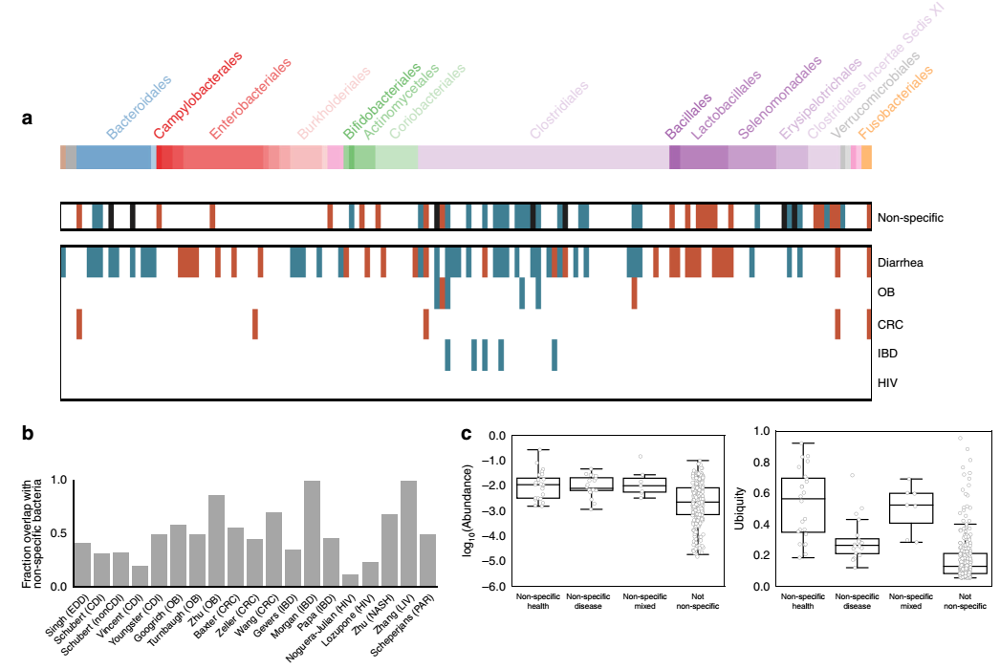 a
Bacteroidales
Campylobacterales
Enterobacteriales
Burkholderiales
Bifidobacteriales
Actinomycetales
Coriobacteriales
Clostridiales
Bacillales
Lactobacillales
Selenomonadales
Erysipelotrichales
Clostridiales Incertae Sedis XI
Verrucomicrobiales
Fusobacteriales
Non-specific
Diarrhea
OB
CRC
IBD
HIV
b
Fraction overlap with
non-specific bacteria
1.0
0.5
0.0
Singh (EDD)
Schubert (CDI)
Schubert (nonCDI)
Vincent (CDI)
Youngster (CDI)
Googrich (OB)
Turnbaugh (OB)
Zhu (OB)
Baxter (CRC)
Zeller (CRC)
Wang (CRC)
Gevers (IBD)
Morgan (IBD)
Papa (IBD)
Noguera-Julian (HIV)
Lozupone (HIV)
Zhu (NASH)
Zhang (LIV)
Scheperjans (PAR)
c
log10(Abundance)
0.0
−1.0
−2.0
−3.0
−4.0
−5.0
−6.0
Non-specific
health
Non-specific
disease
Non-specific
mixed
Not
non-specific
Ubiquity
1.0
0.8
0.6
0.4
0.2
0.0
Non-specific
health
Non-specific
disease
Non-specific
mixed
Not
non-specific